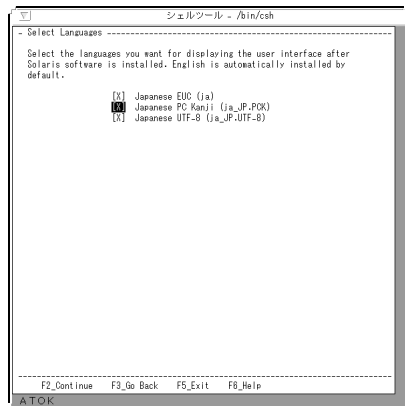 シェルツール - /bin/csh
- Select Languages --------------------------------------------------------------
Select the languages you want for displaying the user interface after
Solaris software is installed. English is automatically installed by
default.
[X] Japanese EUC (ja)
[X] Japanese PC Kanji (ja_JP.PCK)
[X] Japanese UTF-8 (ja_JP.UTF-8)
--------------------------------------------------------------------------------
F2_Continue F3_Go Back F5_Exit F6_Help
ATOK